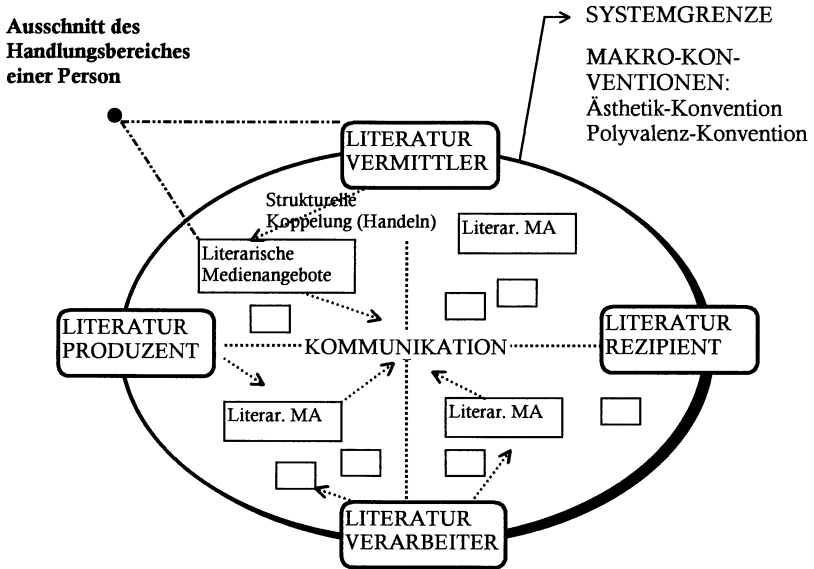 Ausschnitt des
Handlungsbereiches
einer Person
SYSTEMGRENZE
MAKRO-KON-
VENTIONEN:
Ästhetik-Konvention
Polyvalenz-Konvention
LITERATUR
VERMITTLER
Strukturelle
Koppelung (Handeln)
Literar. MA
Literarische
Medienangebote
LITERATUR
PRODUZENT
KOMMUNIKATION
LITERATUR
REZIPIENT
Literar. MA
Literar. MA
LITERATUR
VERARBEITER